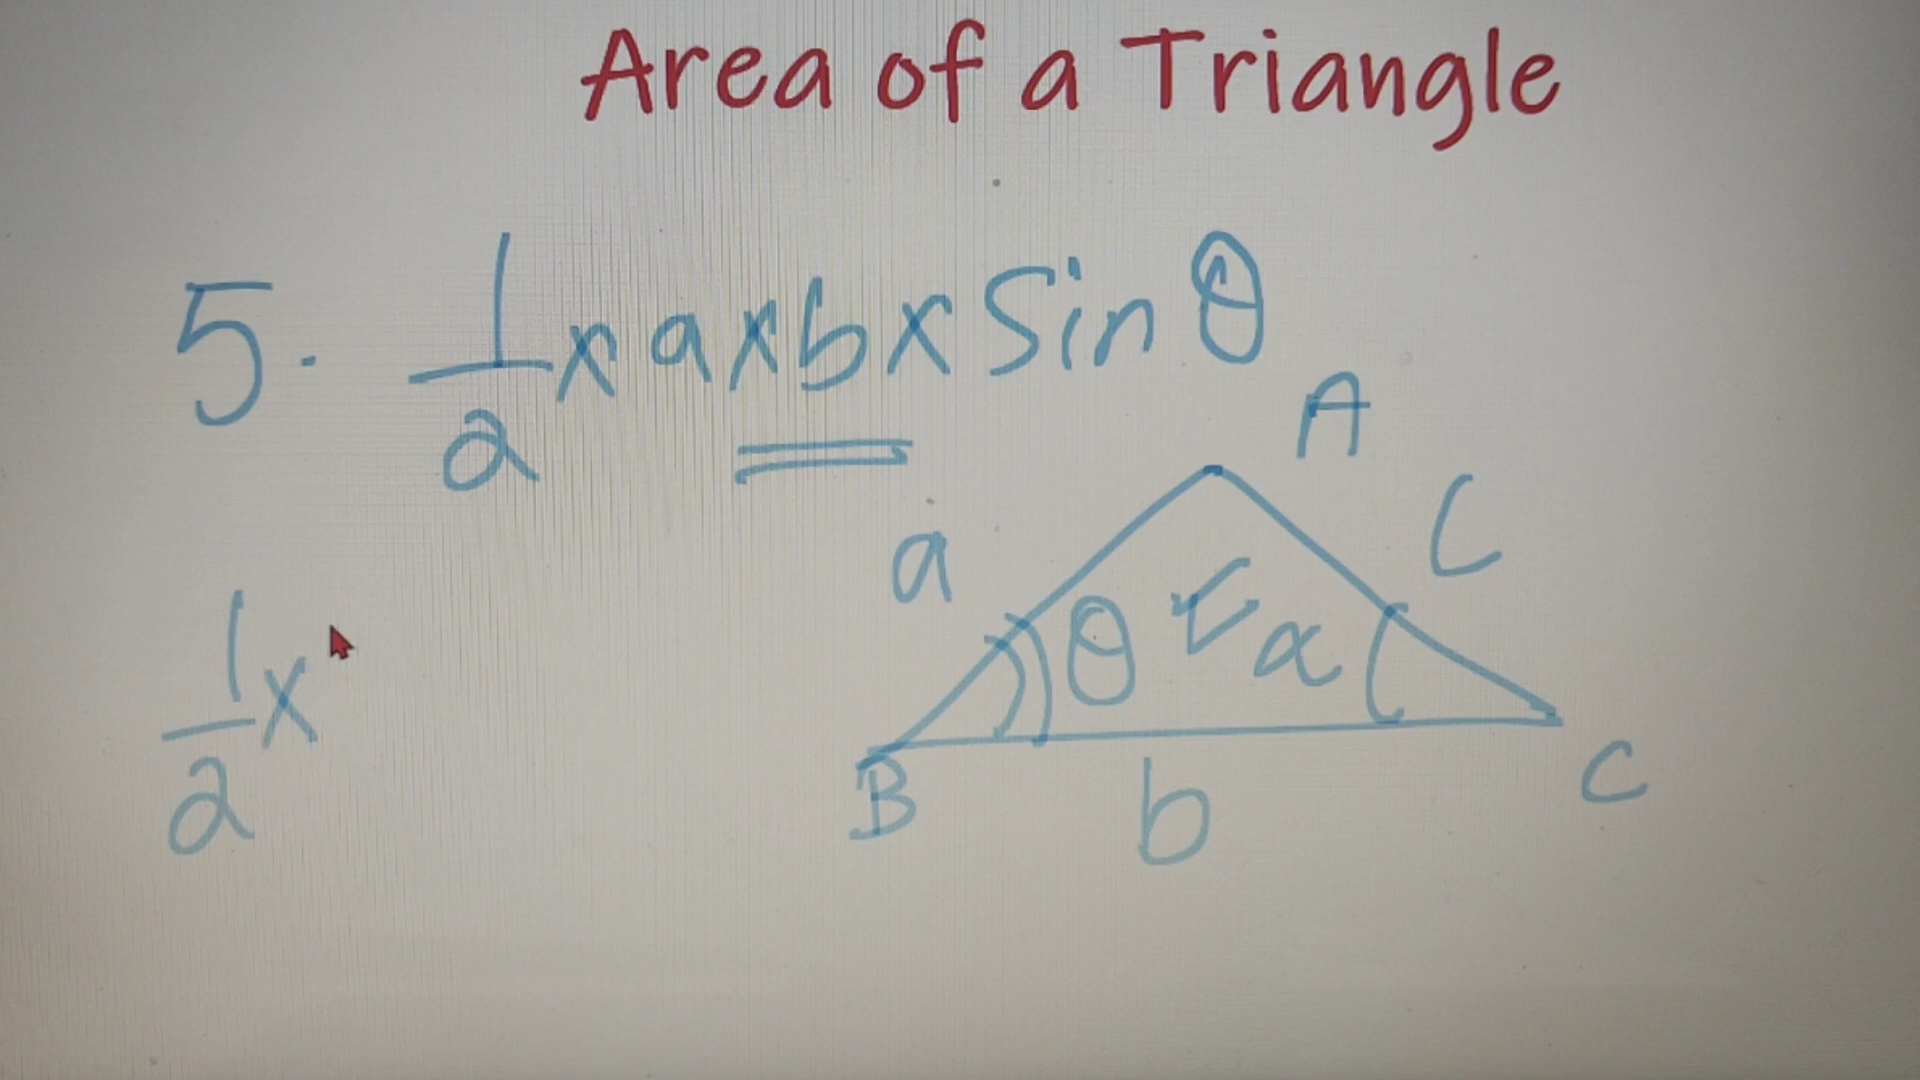 Area of a Triangle
5. 1/2 x a x b x Sin θ
A
a
C
θ
α
1/2 x
B
b
C